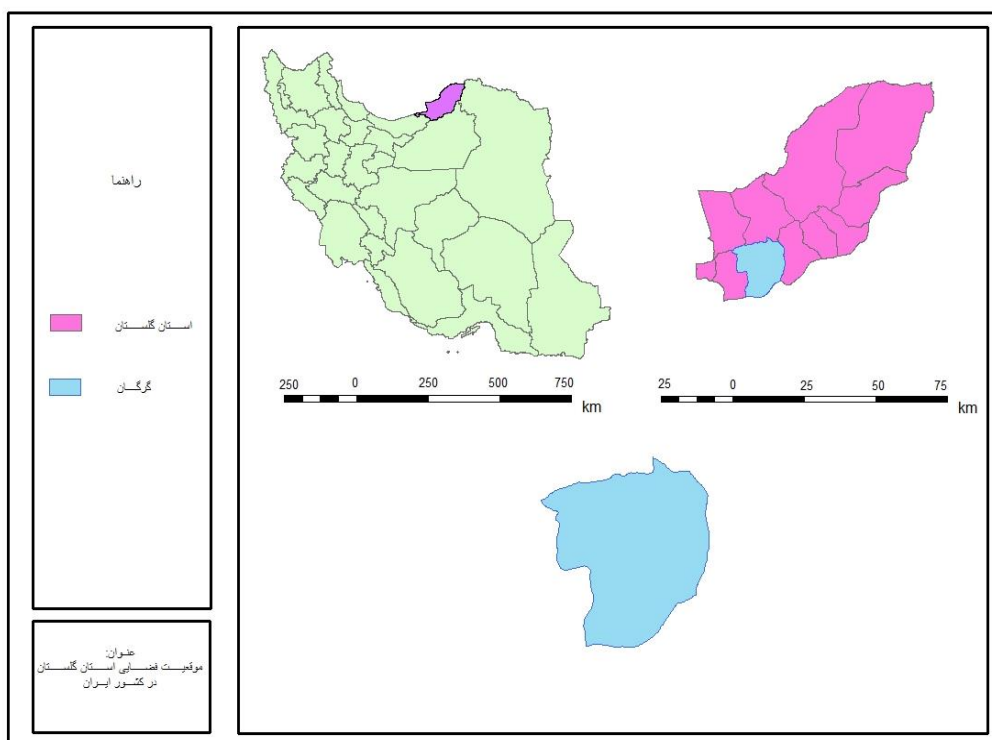 راهنما
استان گلستان
گرگان
250 0 250 500 750
km
25 0 25 50 75
km
عنوان:
موقعیت فضایی استان گلستان
در کشور ایران